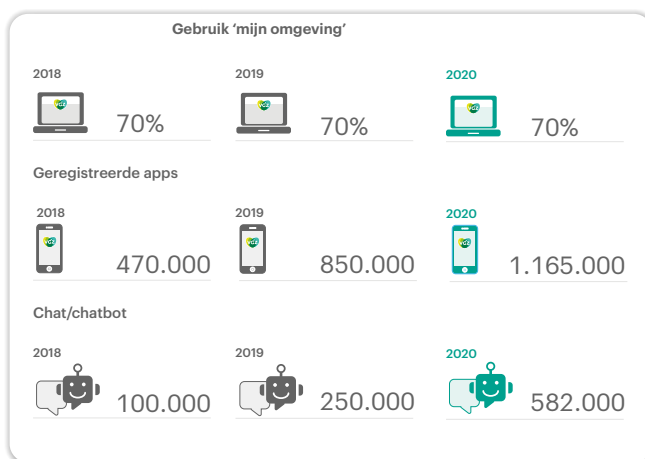 Gebruik ‘mijn omgeving’
2018 2019 2020
70% 70% 70%
Geregistreerde apps
2018 2019 2020
470.000 850.000 1.165.000
Chat/chatbot
2018 2019 2020
100.000 250.000 582.000